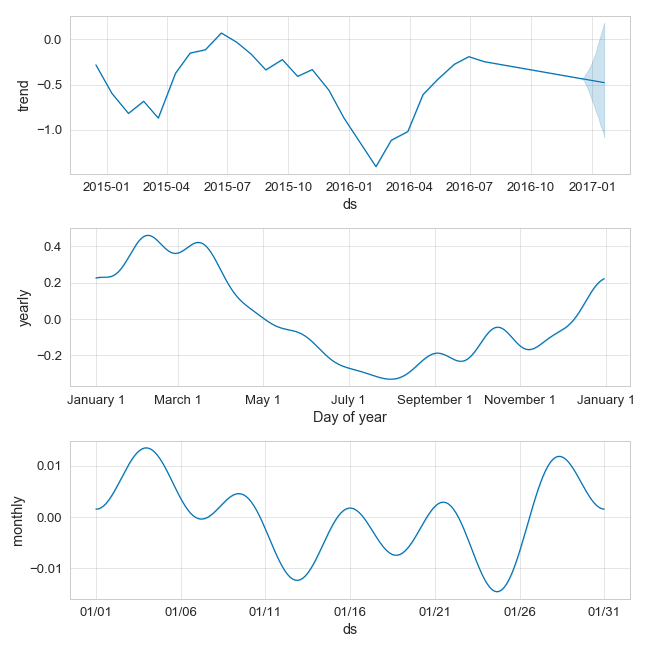 0.0
−0.5
−1.0
trend
2015-01 2015-04 2015-07 2015-10 2016-01 2016-04 2016-07 2016-10 2017-01
ds
0.4
0.2
0.0
−0.2
yearly
January 1 March 1 May 1 July 1 September 1 November 1 January 1
Day of year
0.01
0.00
−0.01
monthly
01/01 01/06 01/11 01/16 01/21 01/26 01/31
ds